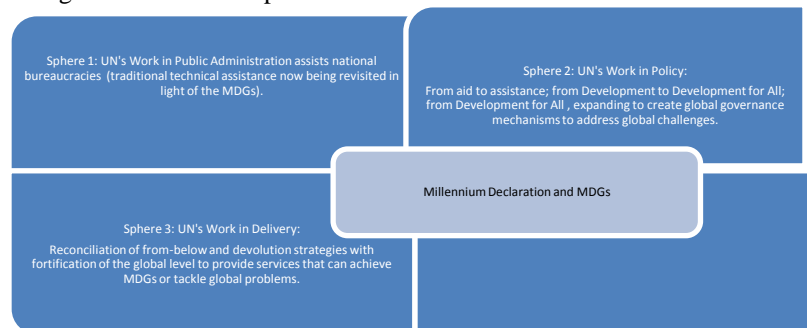 Sphere 1: UN's Work in Public Administration assists national
bureaucracies (traditional technical assistance now being revisited in
light of the MDGs).
Sphere 2: UN's Work in Policy:
From aid to assistance; from Development to Development for All;
from Development for All , expanding to create global governance
mechanisms to address global challenges.
Millennium Declaration and MDGs
Sphere 3: UN's Work in Delivery:
Reconciliation of from-below and devolution strategies with
fortification of the global level to provide services that can achieve
MDGs or tackle global problems.